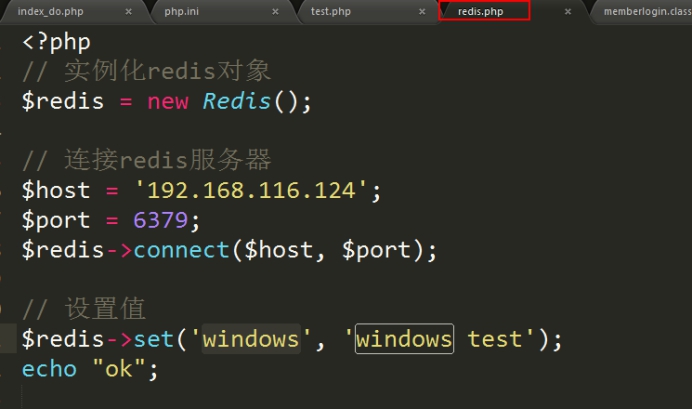 index_do.php × php.ini × test.php × redis.php × memberlogin.class
<?php
// 实例化redis对象
$redis = new Redis();
// 连接redis服务器
$host = '192.168.116.124';
$port = 6379;
$redis->connect($host, $port);
// 设置值
$redis->set('windows', 'windows test');
echo "ok";